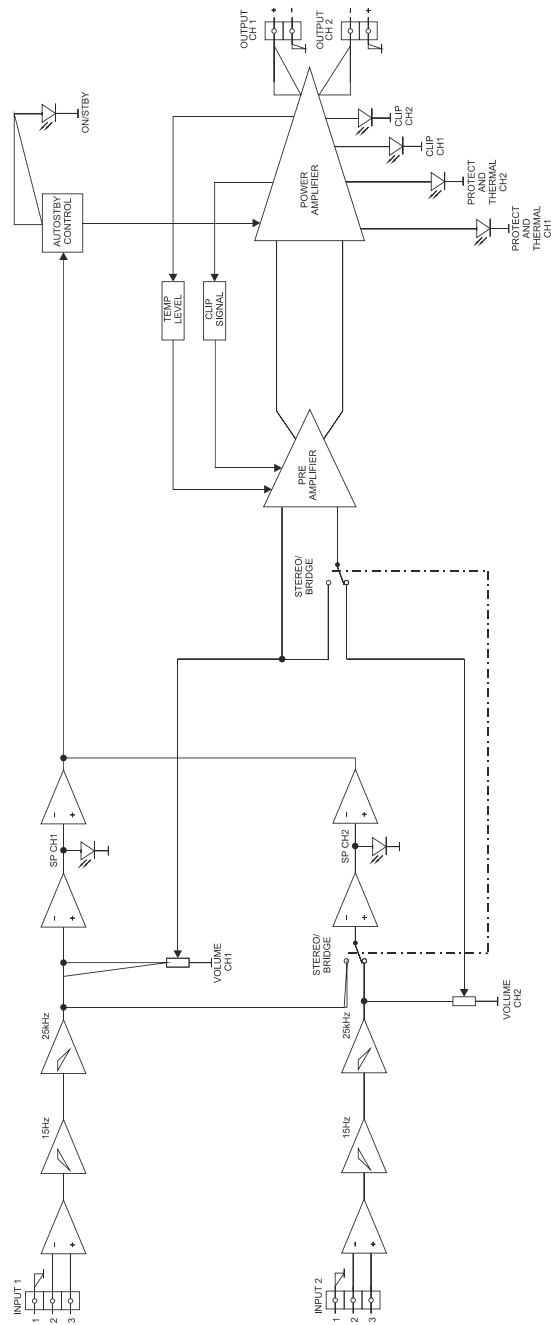 INPUT 1
1
2
3
-
+
15Hz
25kHz
VOLUME
CH1
-
+
SP CH1
-
+
AUTOSTBY
CONTROL
ON/STBY
INPUT 2
1
2
3
-
+
15Hz
25kHz
VOLUME
CH2
STEREO/
BRIDGE
-
+
SP CH2
-
+
STEREO/
BRIDGE
PRE
AMPLIFIER
TEMP
LEVEL
CLIP
SIGNAL
POWER
AMPLIFIER
PROTECT
AND
THERMAL
CH1
PROTECT
AND
THERMAL
CH2
CLIP
CH1
CLIP
CH2
OUTPUT
CH 1
+
-
OUTPUT
CH 2
-
+